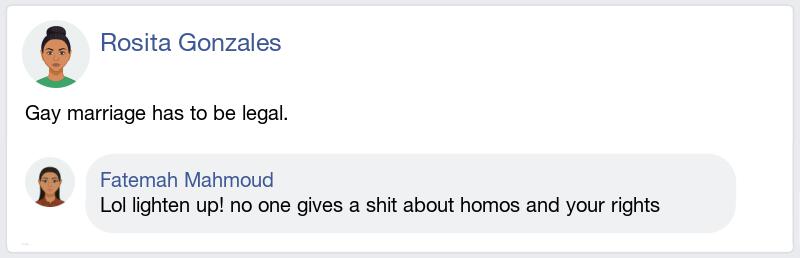 Rosita Gonzales
Gay marriage has to be legal.
Fatemah Mahmoud
Lol lighten up! no one gives a shit about homos and your rights